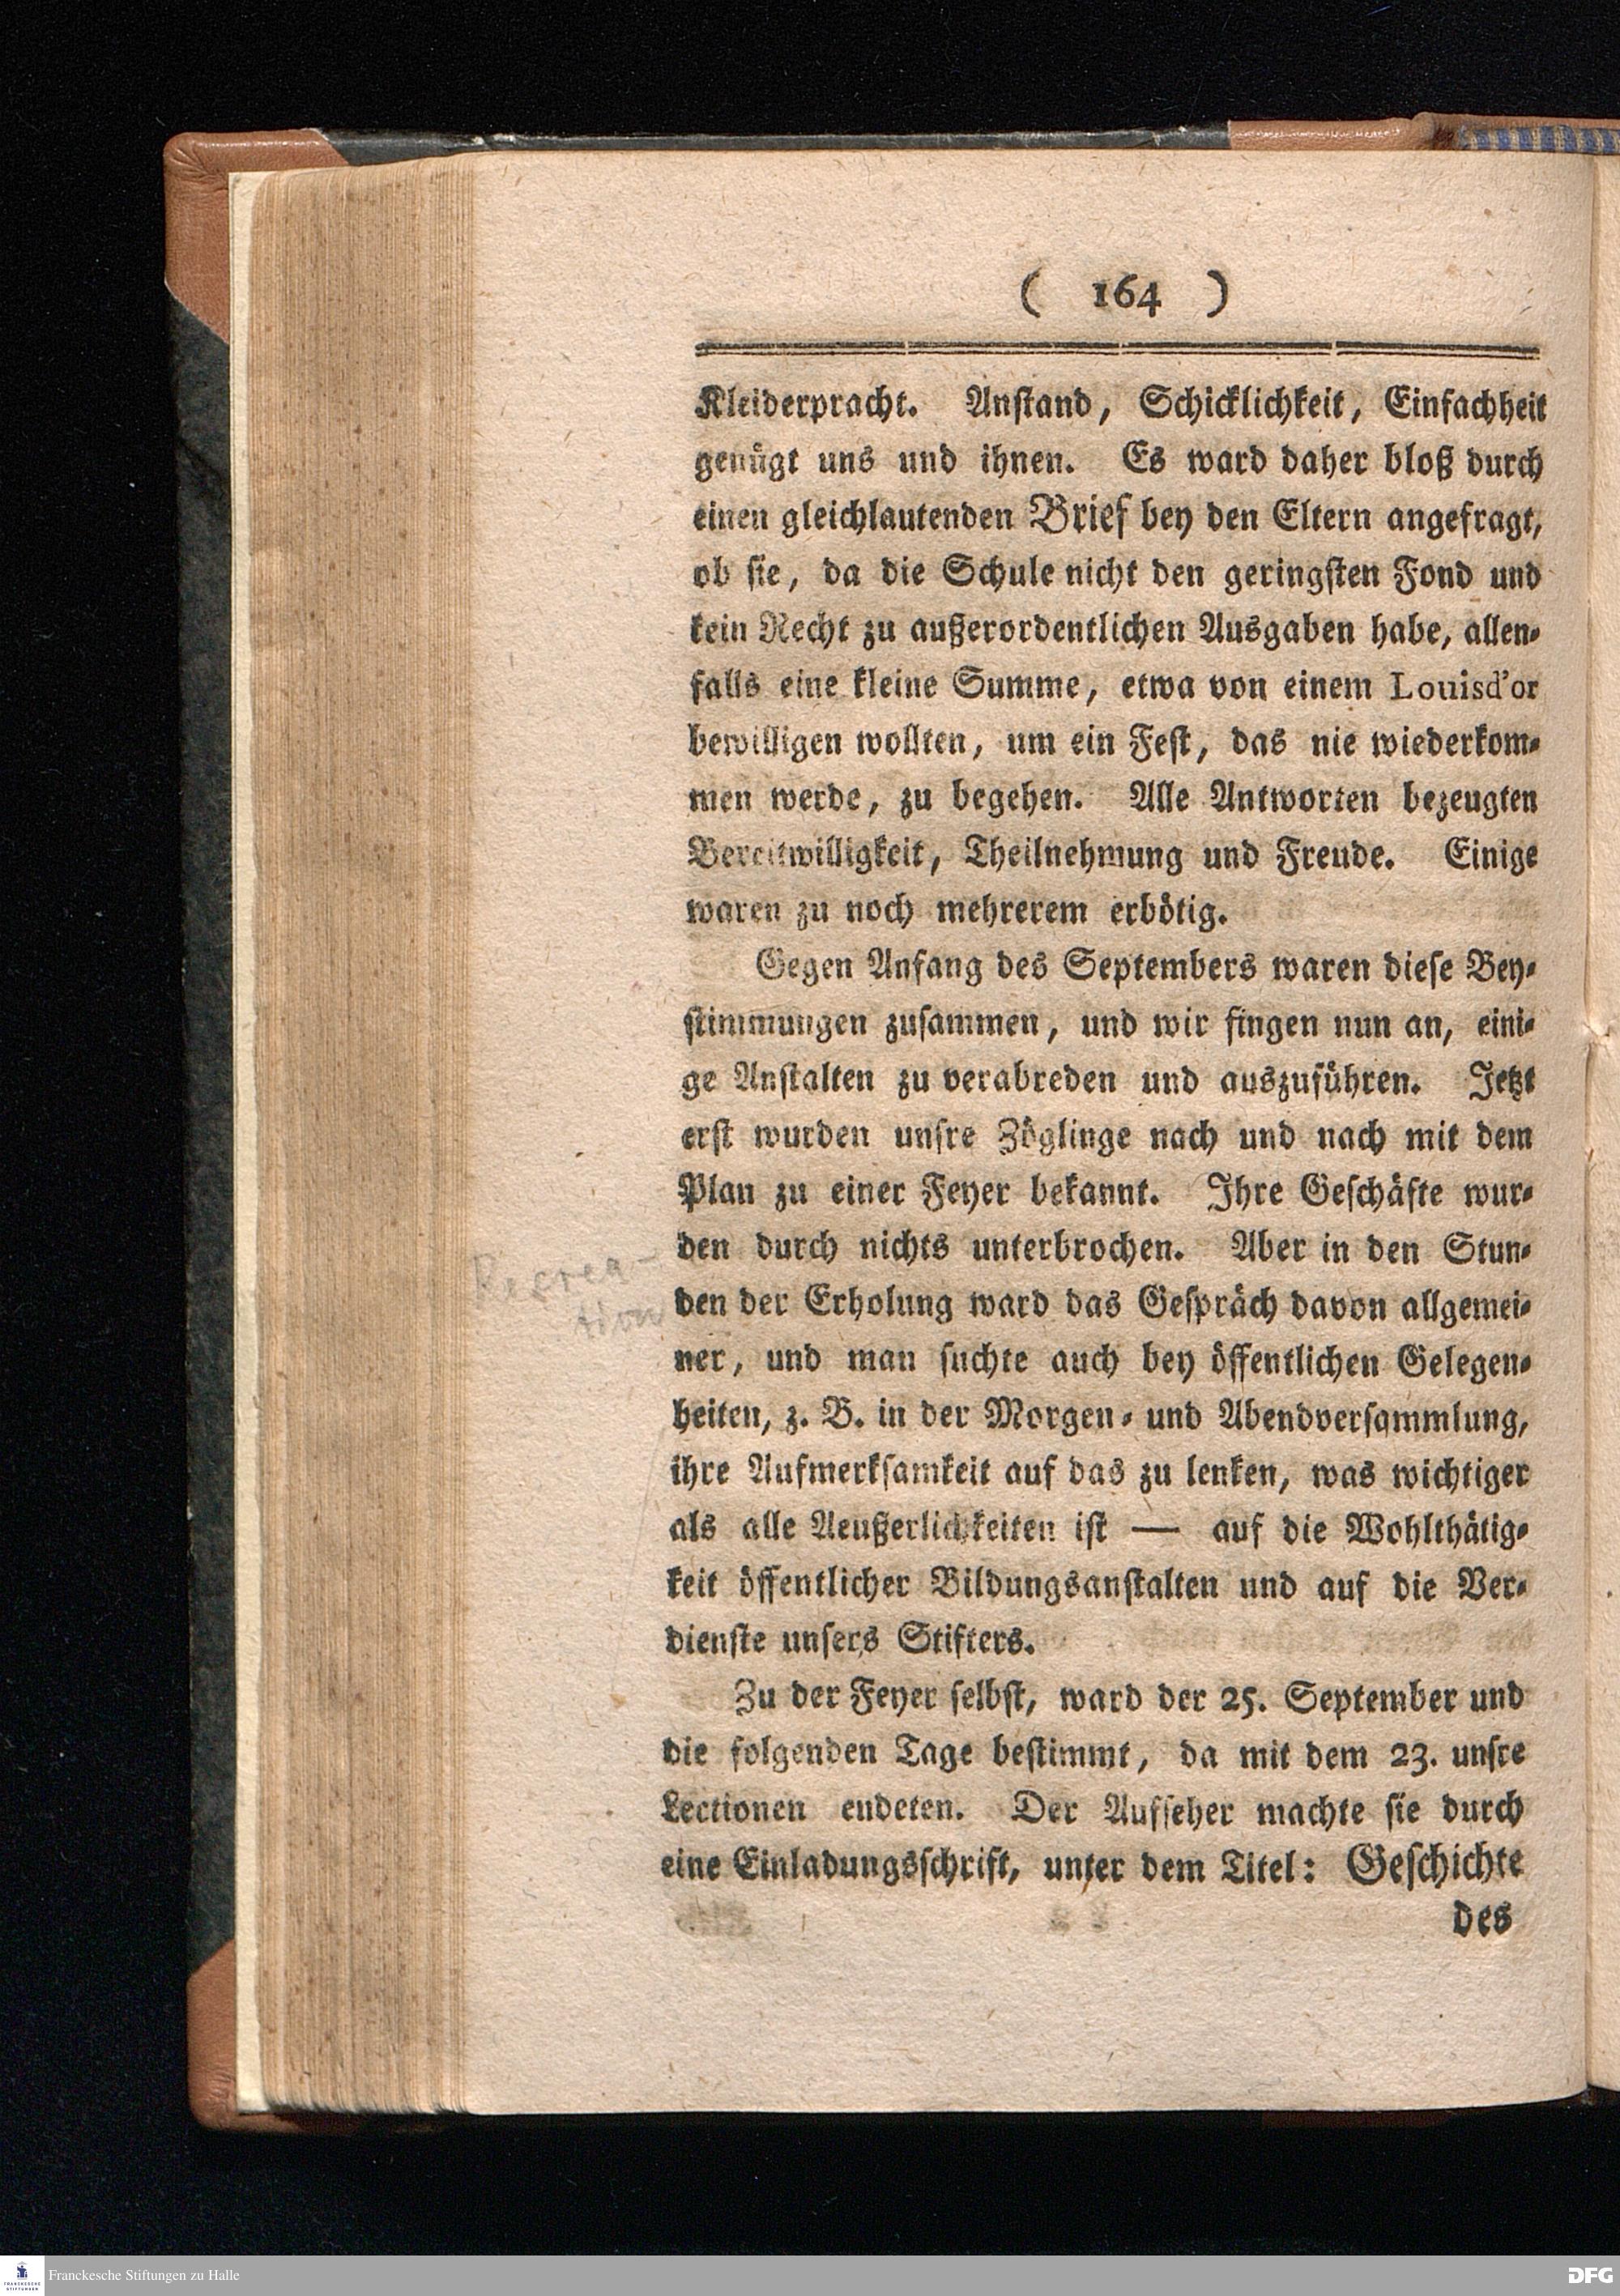 ( 164 )
Kleiderpracht. Anstand, Schicklichkeit, Einfachheit
genügt uns und ihnen. Es ward daher bloß durch
einen gleichlautenden Brief bey den Eltern angefragt,
ob sie, da die Schule nicht den geringsten Fond und
kein Recht zu außerordentlichen Ausgaben habe, allen-
falls eine kleine Summe, etwa von einem Louisd'or
bewilligen wollten, um ein Fest, das nie wiederkom-
men werde, zu begehen. Alle Antworten bezeugten
Bereitwilligkeit, Theilnehmung und Freude. Einige
waren zu noch mehrerem erbötig.
Gegen Anfang des Septembers waren diese Bey-
stimmungen zusammen, und wir fingen nun an, eini-
ge Anstalten zu verabreden und auszuführen. Jetzt
erst wurden unsre Zöglinge nach und nach mit dem
Plan zu einer Feyer bekannt. Ihre Geschäfte wur-
den durch nichts unterbrochen. Aber in den Stun-
Recrea-
den der Erholung ward das Gespräch davon allgemei-
tion
ner, und man suchte auch bey öffentlichen Gelegen-
heiten, z. B. in der Morgen- und Abendversammlung,
ihre Aufmerksamkeit auf das zu lenken, was wichtiger
als alle Aeußerlichkeiten ist — auf die Wohlthätig-
keit öffentlicher Bildungsanstalten und auf die Ver-
dienste unsers Stifters.
Zu der Feyer selbst, ward der 25. September und
die folgenden Tage bestimmt, da mit dem 23. unsre
Lectionen endeten. Der Aufseher machte sie durch
eine Einladungsschrift, unter dem Titel: Geschichte
des
FRANCKESCHE
STIFTUNGEN
Franckesche Stiftungen zu Halle
DFG